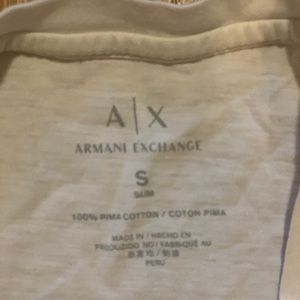 A|X
ARMANI EXCHANGE
S
SLIM
100% PIMA COTTON / COTON PIMA
MADE IN / HECHO EN
PRODUZIDO NO / FABRIQUÉ AU
PERU